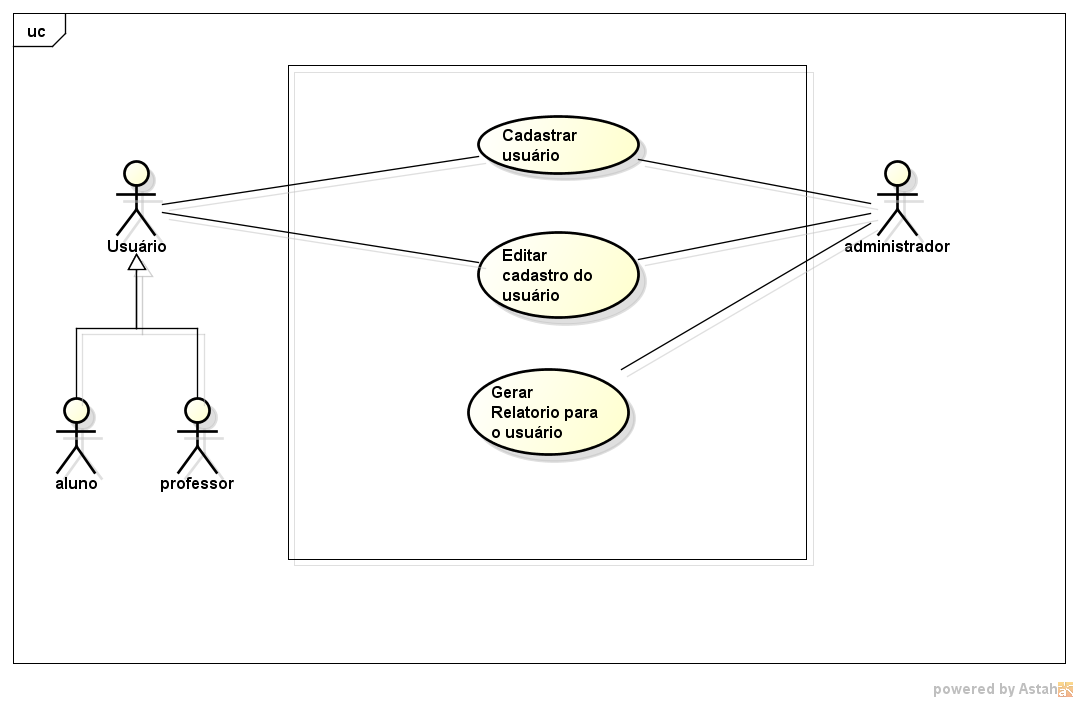 uc
Cadastrar
usuário
Usuário
administrador
Editar
cadastro do
usuário
Gerar
Relatorio para
o usuário
aluno
professor
powered by Astah